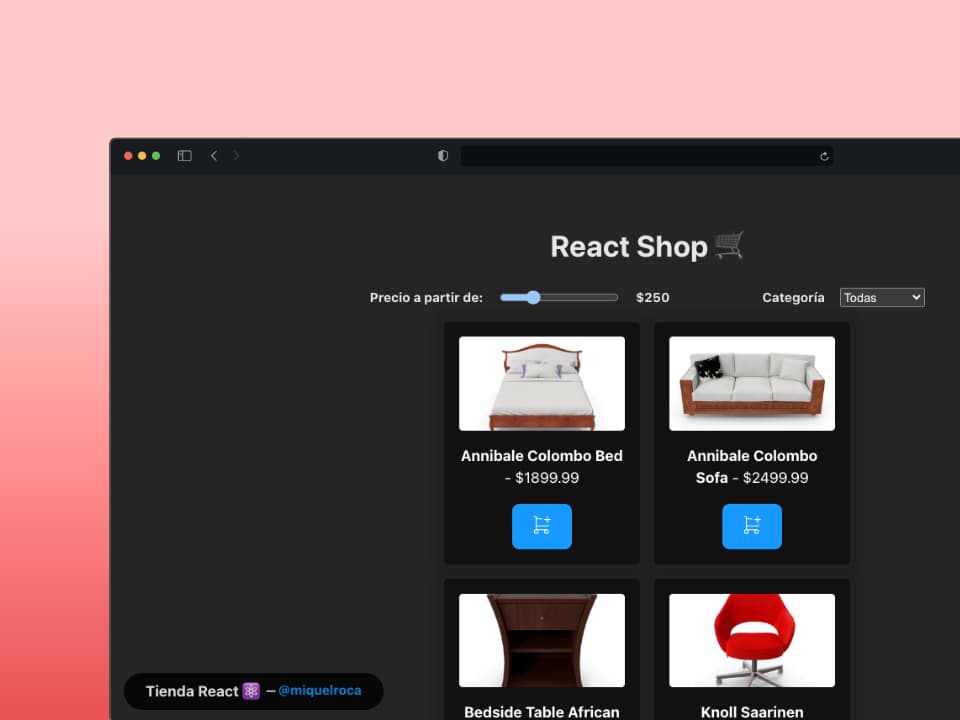 React Shop 🛒
Precio a partir de: $250 Categoría Todas
Annibale Colombo Bed
- $1899.99
Annibale Colombo
Sofa - $2499.99
Bedside Table African
Knoll Saarinen
Tienda React ⚛️ — @miquelroca